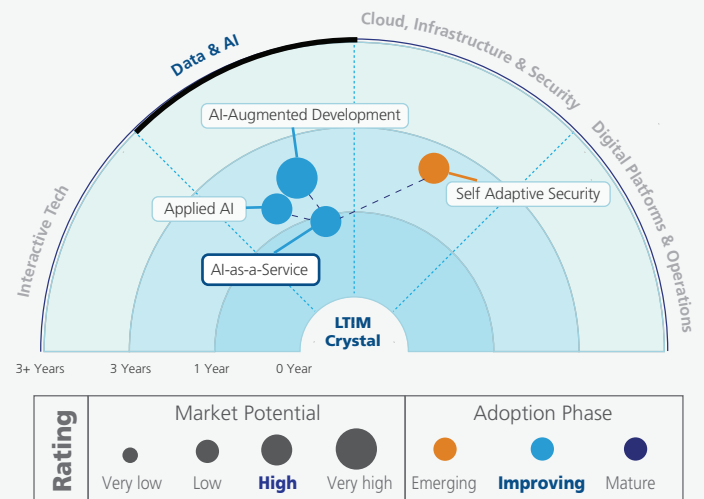 Data & AI
Cloud, Infrastructure & Security
Digital Platforms & Operations
Interactive Tech
AI-Augmented Development
Applied AI
Self Adaptive Security
AI-as-a-Service
LTIM
Crystal
3+ Years
3 Years
1 Year
0 Year
Rating
Market Potential
Very low
Low
High
Very high
Adoption Phase
Emerging
Improving
Mature